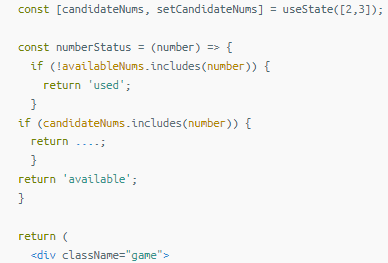 const [candidateNums, setCandidateNums] = useState([2,3]);
const numberStatus = (number) => {
if (!availableNums.includes(number)) {
return 'used';
}
if (candidateNums.includes(number)) {
return ....;
}
return 'available';
}
return (
<div className="game">